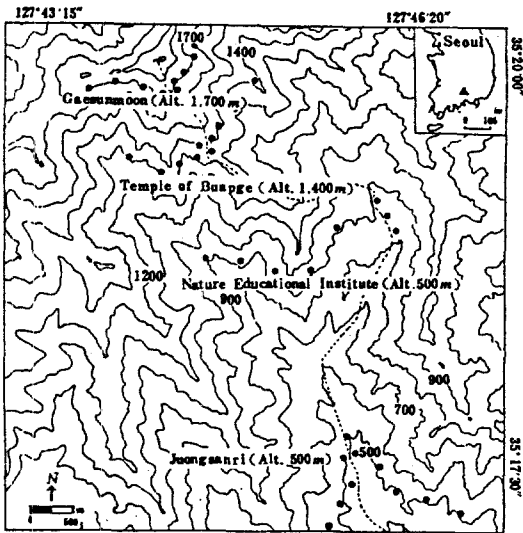 127°43′15″
127°46′20″
1700
1400
Seoul
35°20′00″
Gaesunmoon (Alt. 1,700 m)
Temple of Buapge (Alt. 1,400 m)
1200
Nature Educational Institute (Alt. 500 m)
900
900
700
Juongsanri (Alt. 500 m)
500
35°17′30″
N